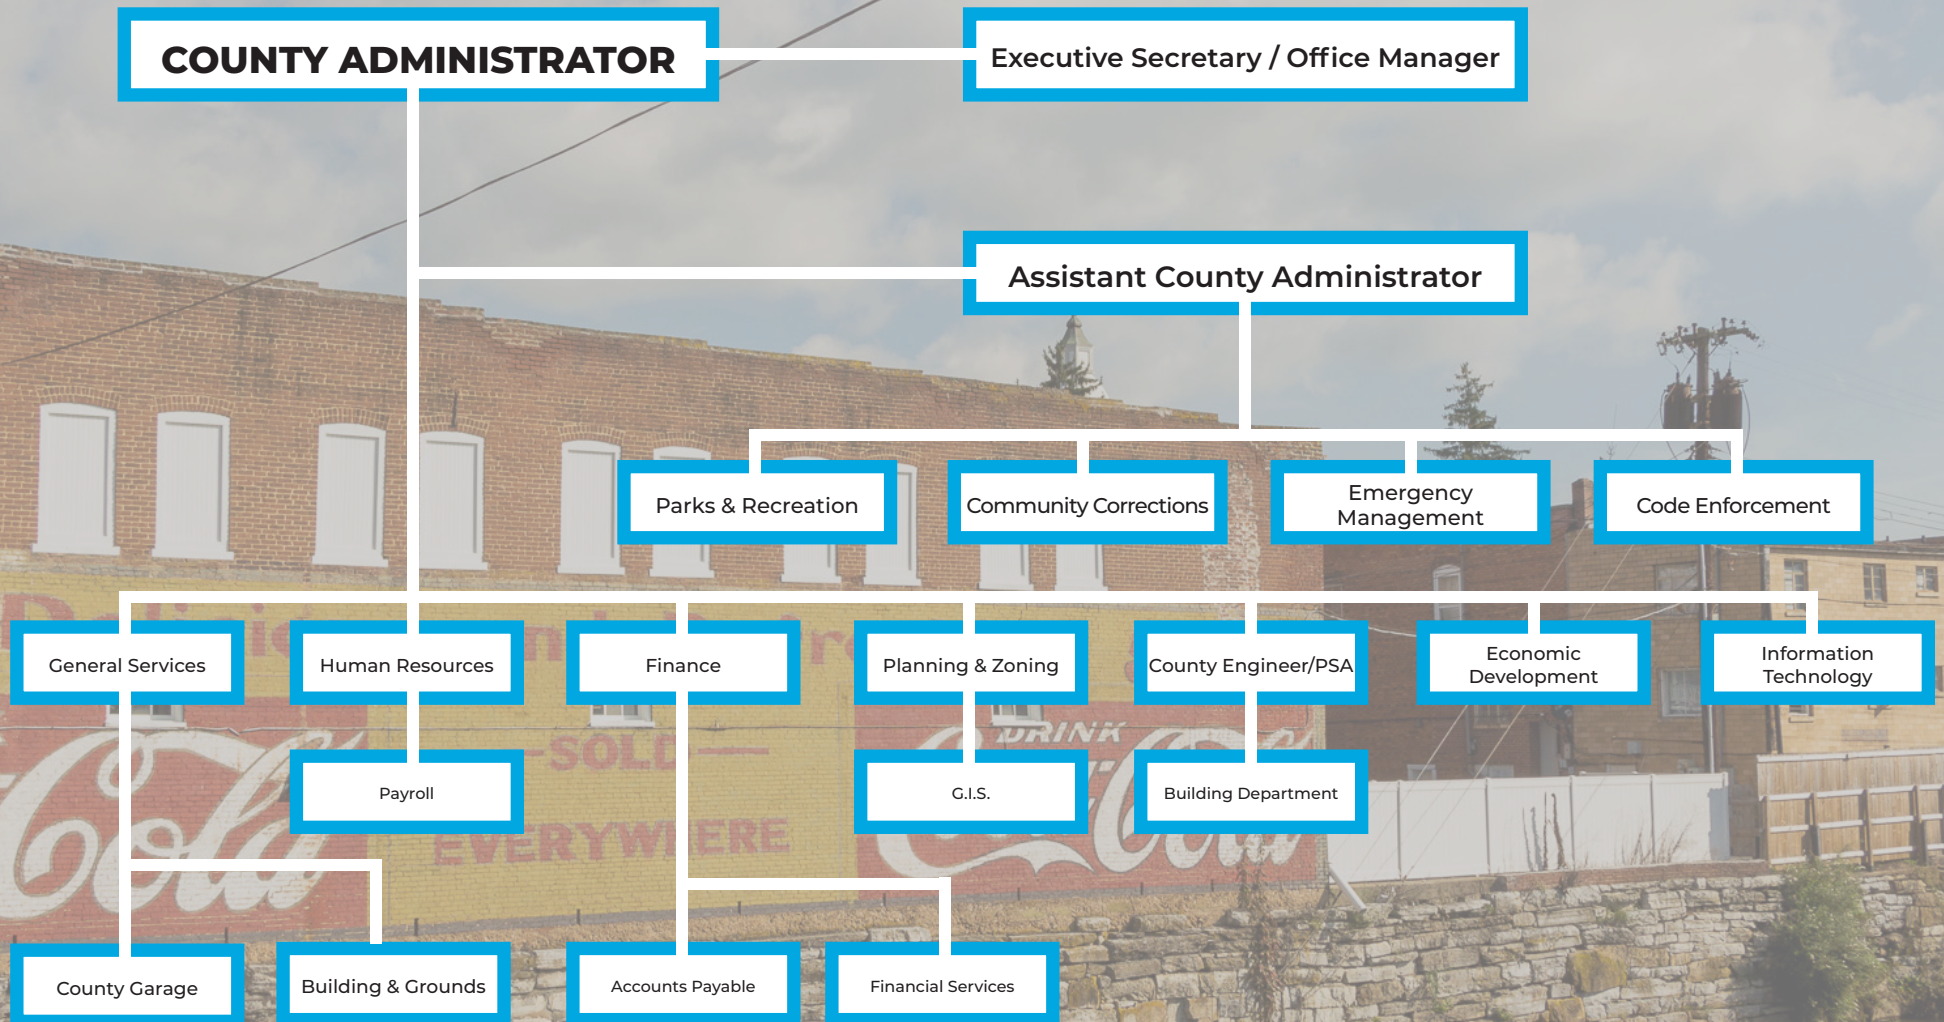 COUNTY ADMINISTRATOR
Executive Secretary / Office Manager
Assistant County Administrator
Parks & Recreation
Community Corrections
Emergency
Management
Code Enforcement
General Services
Human Resources
Finance
Planning & Zoning
County Engineer/PSA
Economic
Development
Information
Technology
SOLD
DRINK
Payroll
G.I.S.
Building Department
EVERYWHERE
Cola
County Garage
Building & Grounds
Accounts Payable
Financial Services